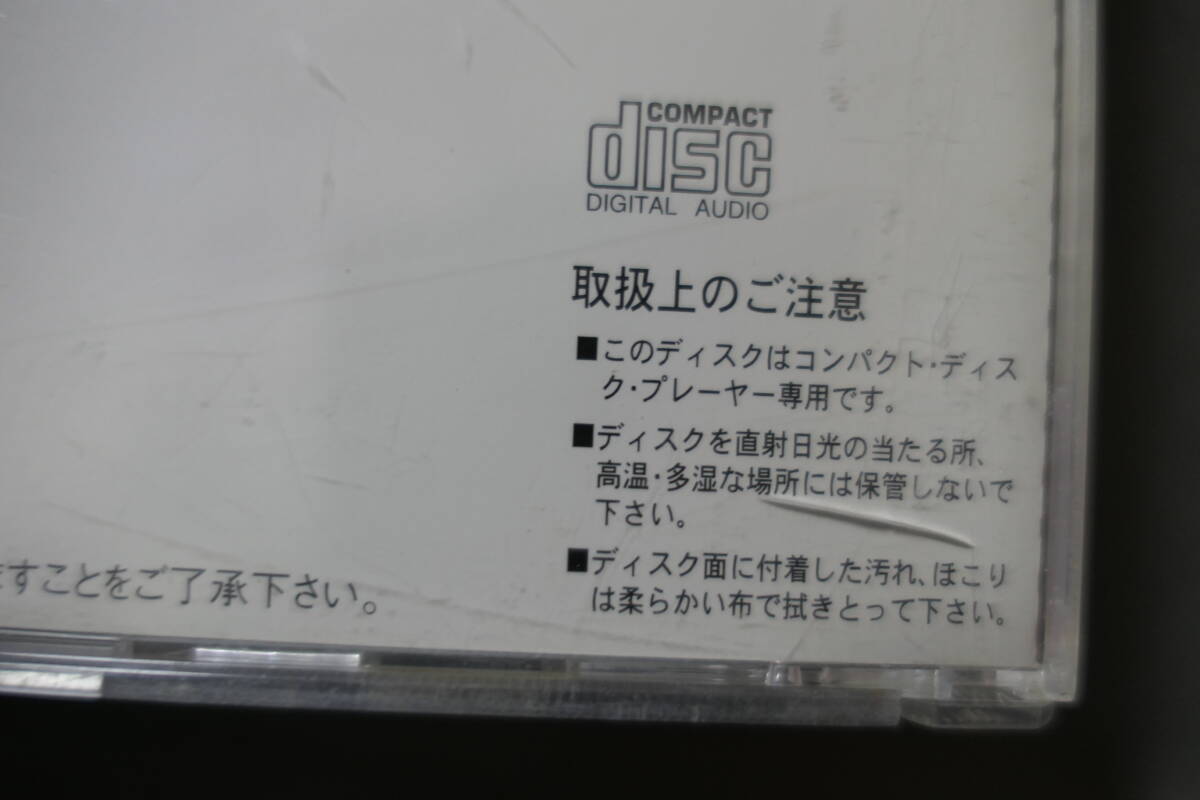 COMPACT
disc
DIGITAL AUDIO
取扱上のご注意
■このディスクはコンパクト・ディス
ク・プレーヤー専用です。
■ディスクを直射日光の当たる所、
高温・多湿な場所には保管しないで
下さい。
■ディスク面に付着した汚れ、ほこり
は柔らかい布で拭きとって下さい。
ますことをご了承下さい。